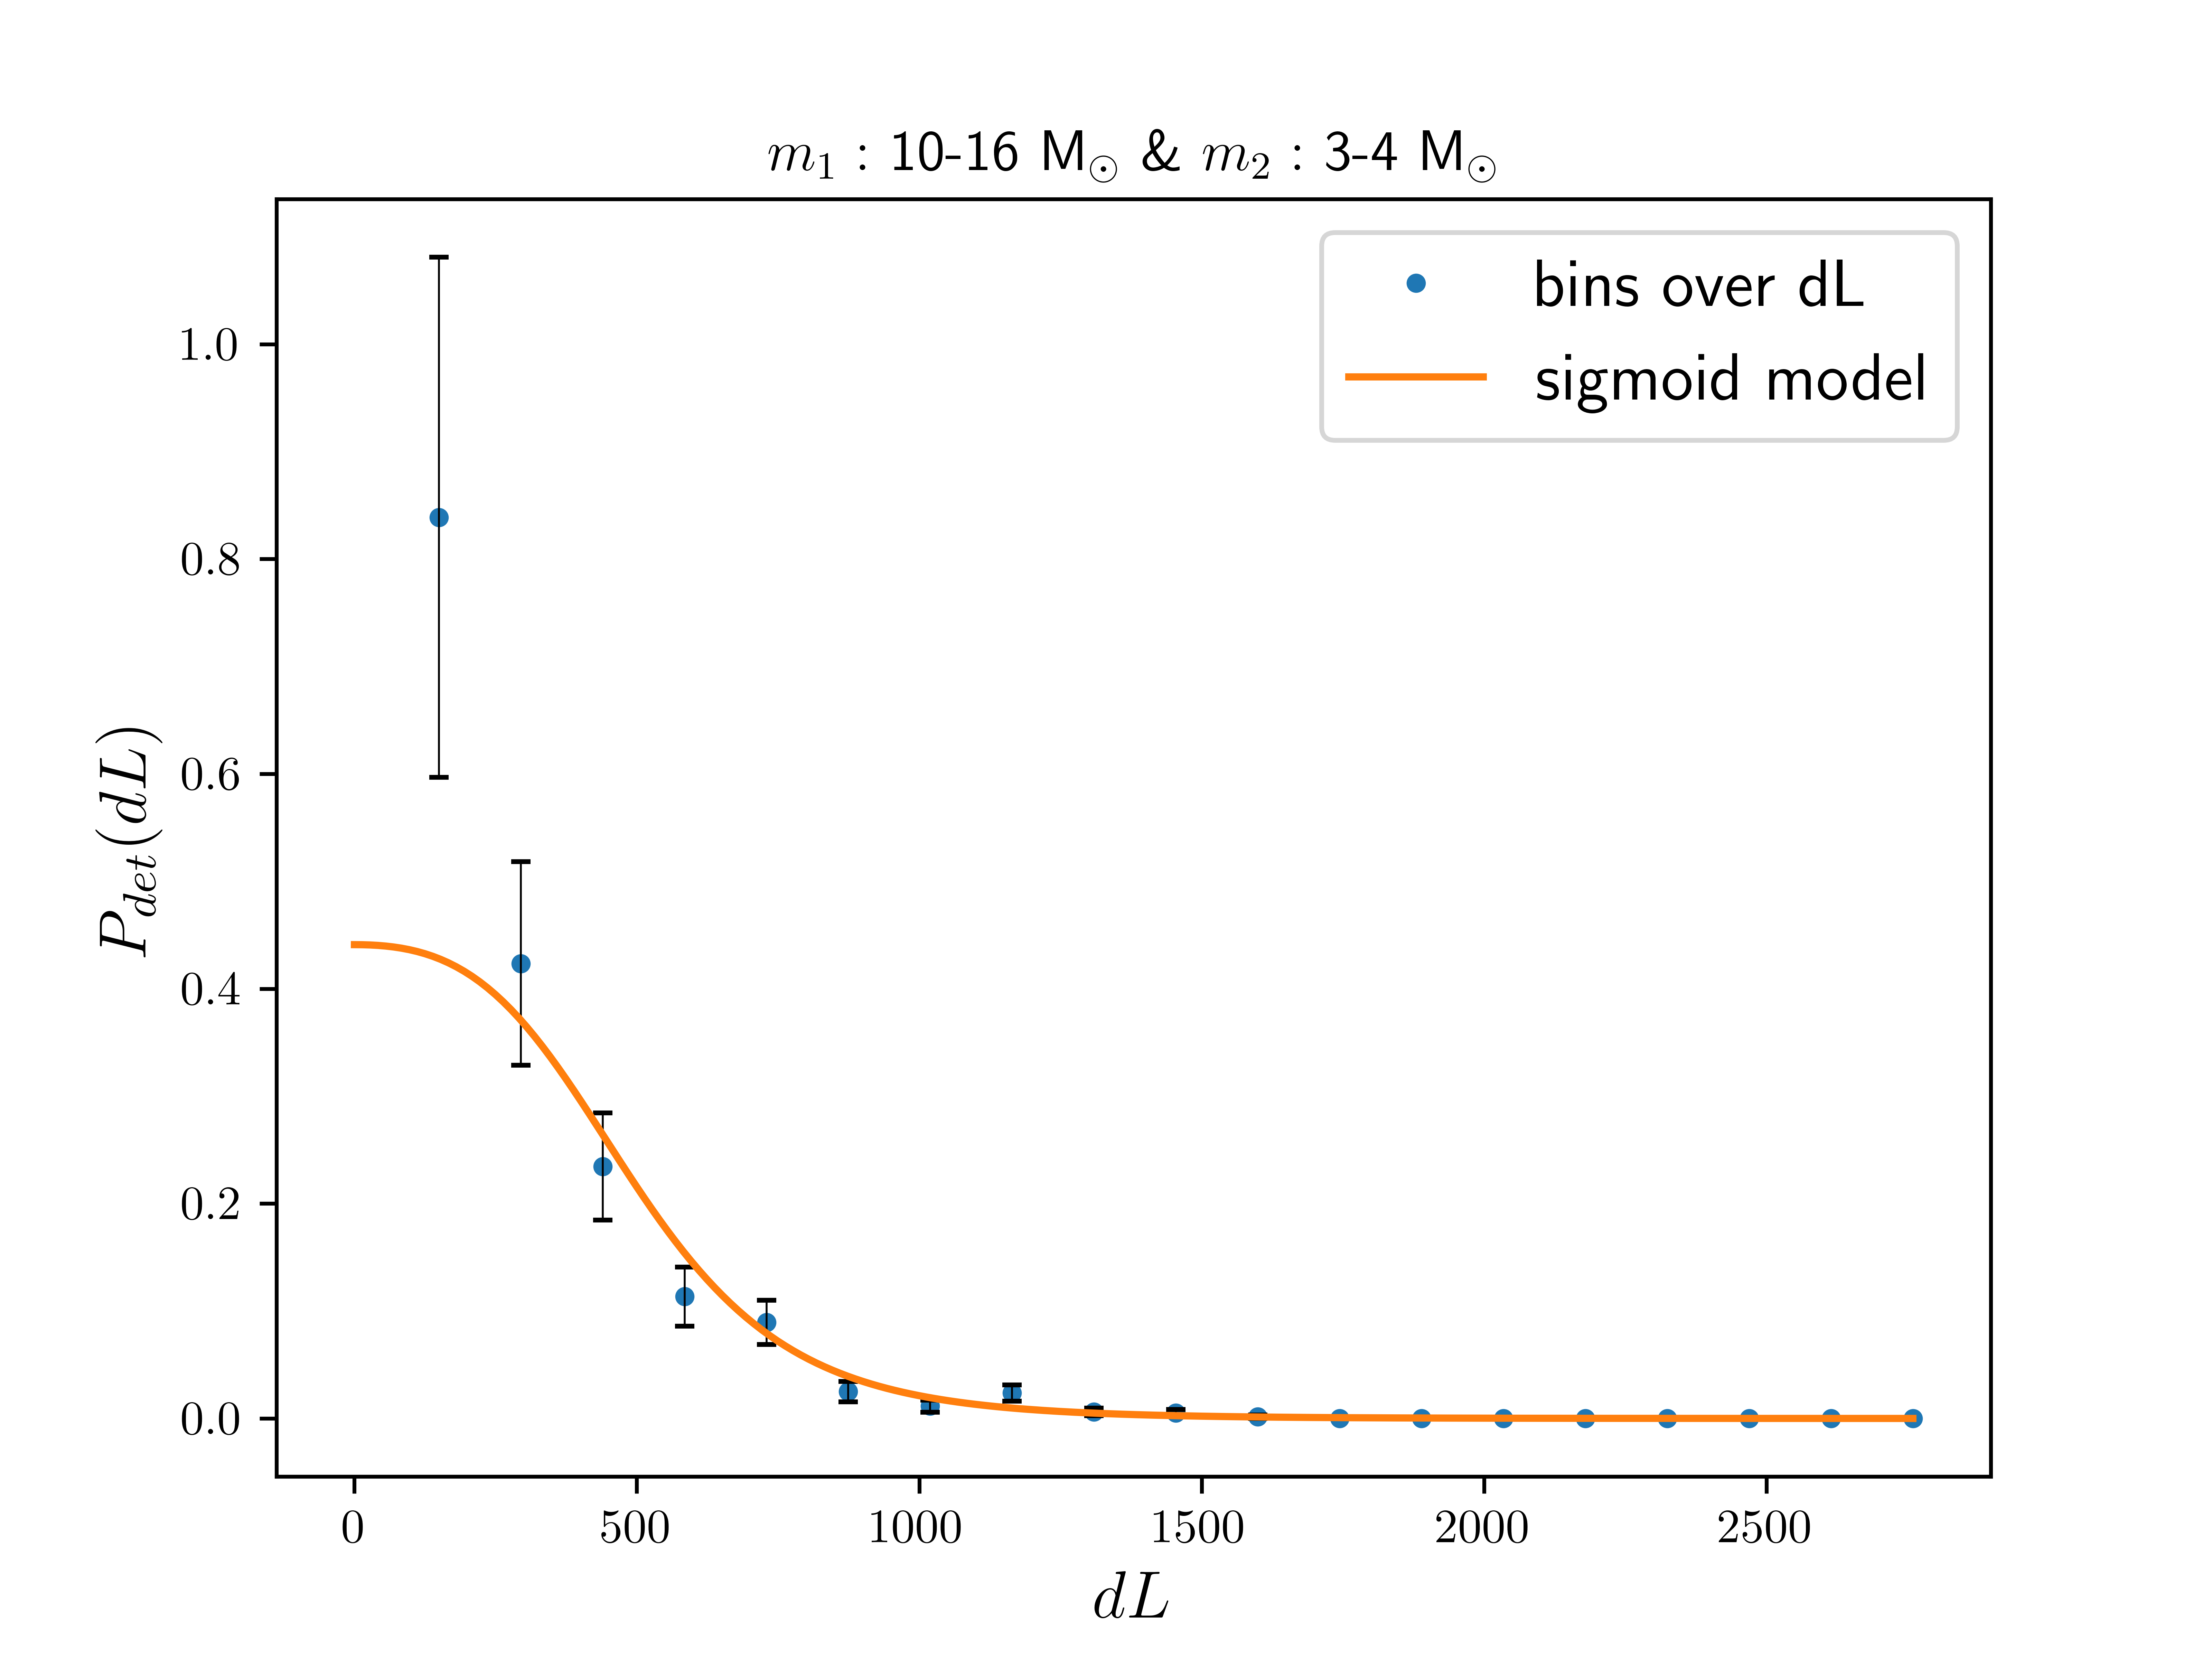 m₁ : 10-16 M⊙ & m₂ : 3-4 M⊙
bins over dL
sigmoid model
1.0
0.8
0.6
0.4
0.2
0.0
P_det(dL)
0 500 1000 1500 2000 2500
dL